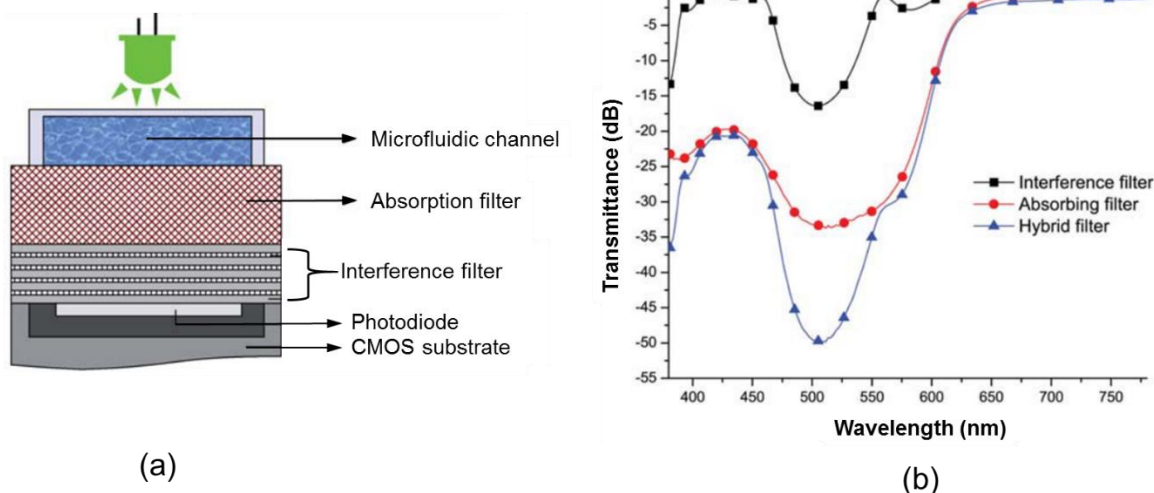 Microfluidic channel
Absorption filter
Interference filter
Photodiode
CMOS substrate
(a)
Transmittance (dB)
-5
-10
-15
-20
-25
-30
-35
-40
-45
-50
-55
400
450
500
550
600
650
700
750
Wavelength (nm)
Interference filter
Absorbing filter
Hybrid filter
(b)